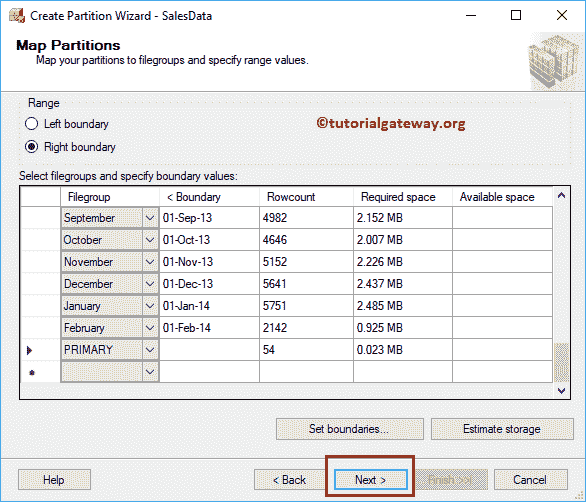 Create Partition Wizard - SalesData
Map Partitions
Map your partitions to filegroups and specify range values.
Range
Left boundary
©tutorialgateway.org
Right boundary
Select filegroups and specify boundary values:
Filegroup < Boundary Rowcount Required space Available space
September 01-Sep-13 4982 2.152 MB
October 01-Oct-13 4646 2.007 MB
November 01-Nov-13 5152 2.226 MB
December 01-Dec-13 5641 2.437 MB
January 01-Jan-14 5751 2.485 MB
February 01-Feb-14 2142 0.925 MB
PRIMARY 54 0.023 MB
Set boundaries... Estimate storage
Help < Back Next > Finish >>| Cancel